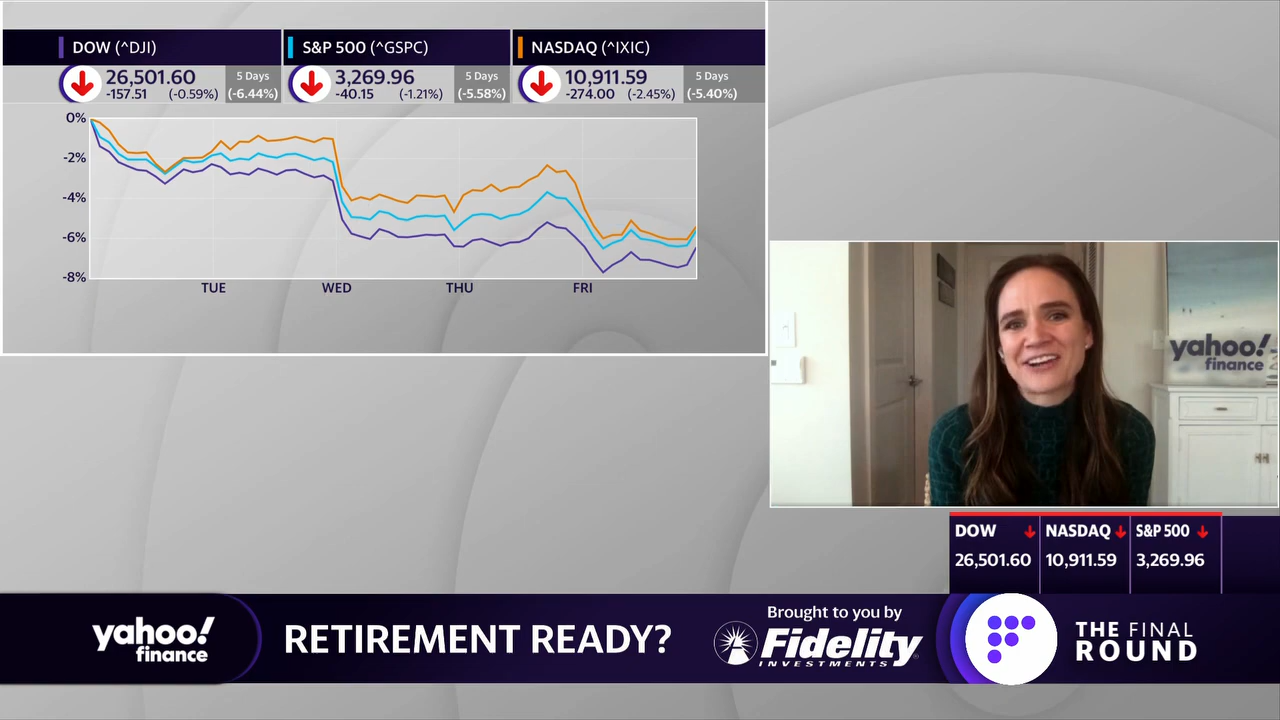 DOW (^DJI)
26,501.60
-157.51 (-0.59%)
5 Days
(-6.44%)
S&P 500 (^GSPC)
3,269.96
-40.15 (-1.21%)
5 Days
(-5.58%)
NASDAQ (^IXIC)
10,911.59
-274.00 (-2.45%)
5 Days
(-5.40%)
0%
-2%
-4%
-6%
-8%
TUE WED THU FRI
yahoo!
finance
DOW NASDAQ S&P 500
26,501.60 10,911.59 3,269.96
yahoo!
finance
RETIREMENT READY?
Brought to you by
Fidelity
INVESTMENTS
THE FINAL
ROUND